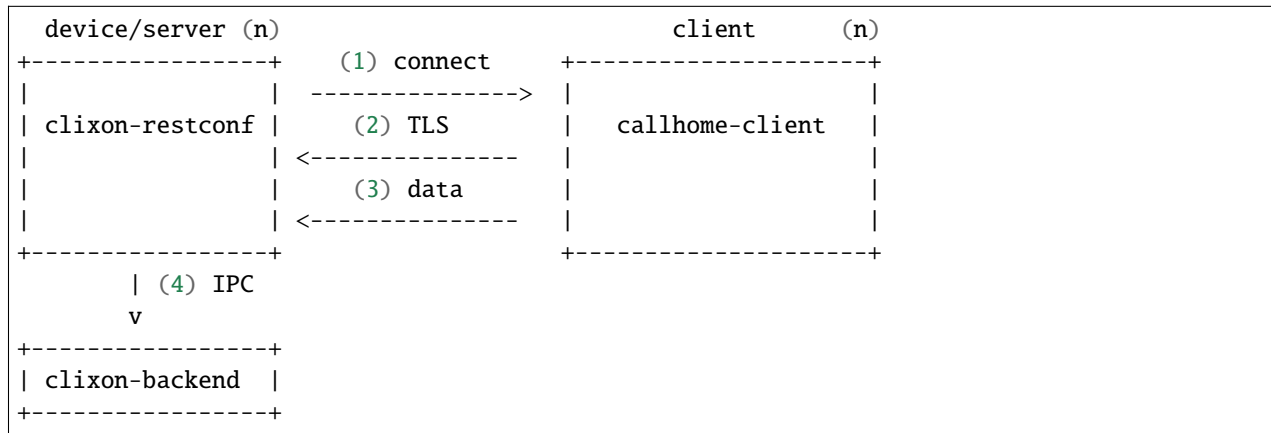 device/server (n)                            client      (n)
+-----------------+    (1) connect     +---------------------+
|                 |  --------------->  |                     |
| clixon-restconf |     (2) TLS        |   callhome-client   |
|                 | <---------------   |                     |
|                 |     (3) data       |                     |
|                 | <---------------   |                     |
+-----------------+                    +---------------------+
        | (4) IPC
        v
+-----------------+
| clixon-backend  |
+-----------------+